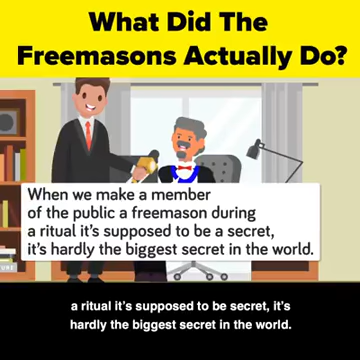 What Did The
Freemasons Actually Do?
When we make a member
of the public a freemason during
a ritual it's supposed to be a secret,
it's hardly the biggest secret in the world.
a ritual it's supposed to be secret, it's
hardly the biggest secret in the world.